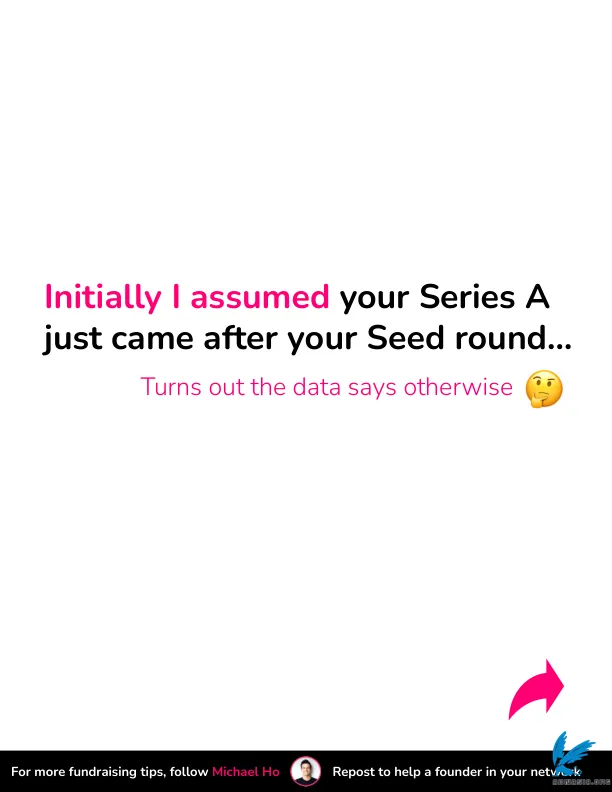 Initially I assumed your Series A
just came after your Seed round...
Turns out the data says otherwise 🤔
For more fundraising tips, follow Michael Ho
Repost to help a founder in your network